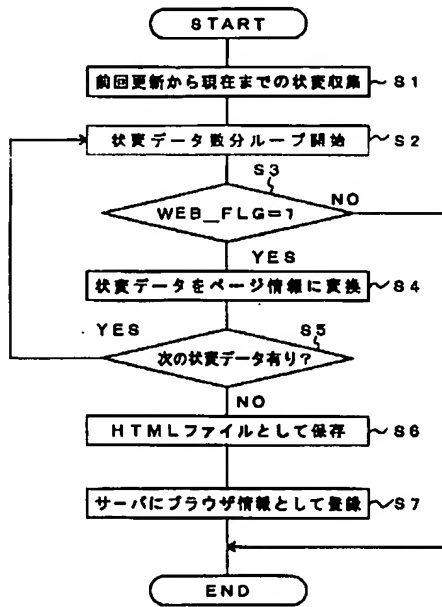 START
前回更新から現在までの状変収集 ~S1
状変データ数分ループ開始 ~S2
S3
NO
WEB_FLG=1
YES
状変データをページ情報に変換 ~S4
YES
S5
次の状変データ有り?
NO
HTMLファイルとして保存 ~S6
サーバにブラウザ情報として登録 ~S7
END